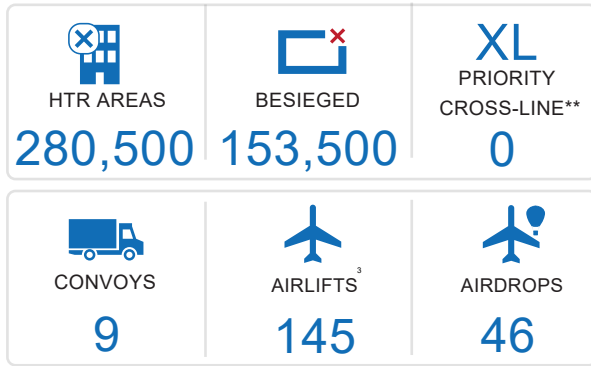 XL
HTR AREAS
BESIEGED
PRIORITY
CROSS-LINE**
280,500
153,500
0
CONVOYS
AIRLIFTS³
AIRDROPS
9
145
46